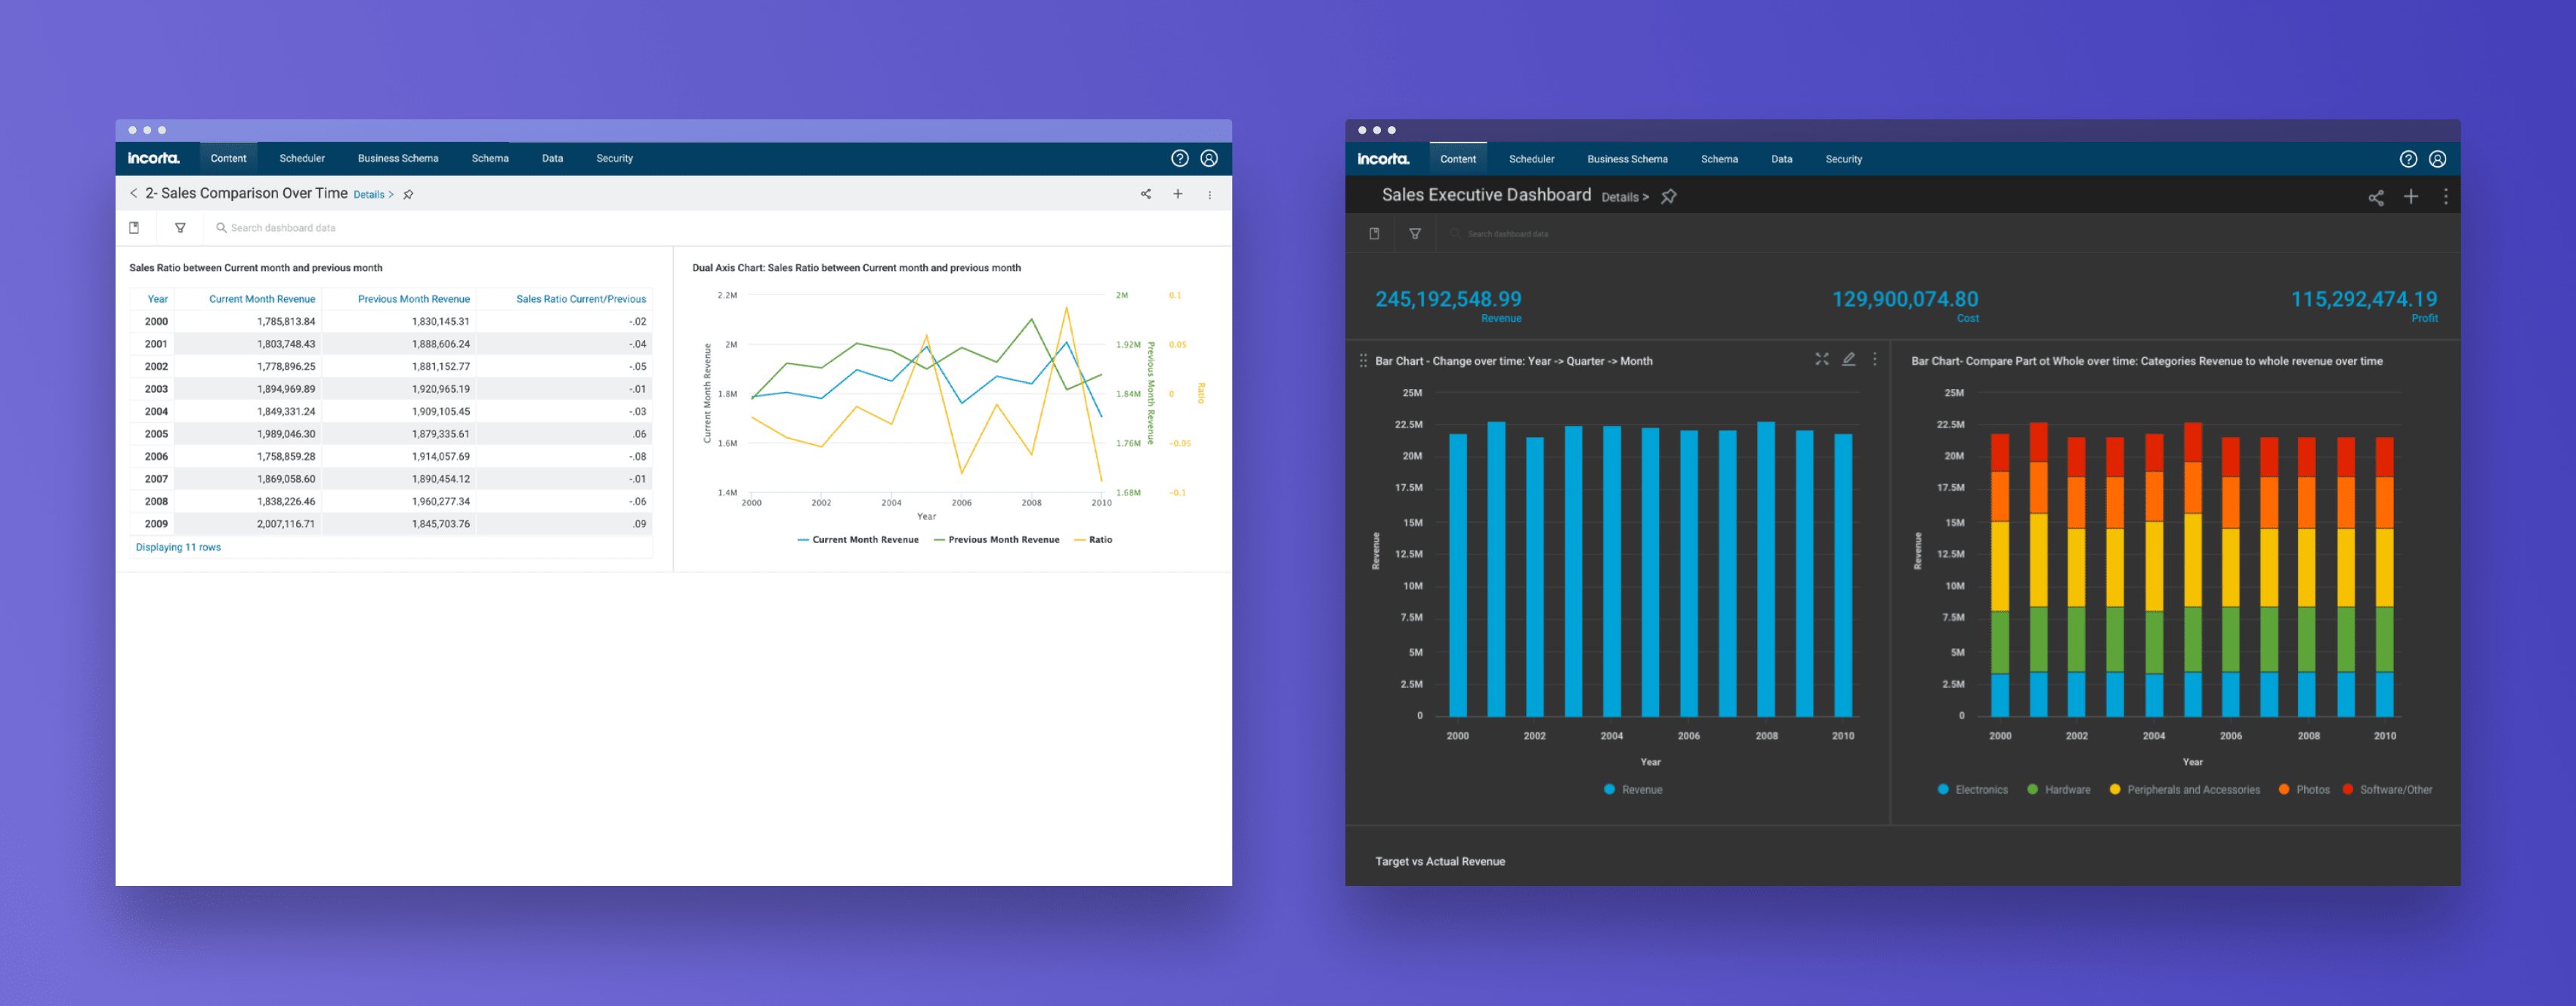 incorta. Content Scheduler Business Schema Schema Data Security
2- Sales Comparison Over Time Details >
Search dashboard data
Sales Ratio between Current month and previous month
Year Current Month Revenue Previous Month Revenue Sales Ratio Current/Previous
2000 1,785,813.84 1,830,145.31 -.02
2001 1,803,748.43 1,888,606.24 -.04
2002 1,778,896.25 1,881,152.77 -.05
2003 1,894,969.89 1,920,965.19 -.01
2004 1,849,331.24 1,909,105.45 -.03
2005 1,989,046.30 1,879,335.61 .06
2006 1,758,859.28 1,914,057.69 -.08
2007 1,869,058.60 1,890,454.12 -.01
2008 1,838,226.46 1,960,277.34 -.06
2009 2,007,116.71 1,845,703.76 .09
Displaying 11 rows
Dual Axis Chart: Sales Ratio between Current month and previous month
2.2M 2M 0.1
2M 1.92M 0.05
1.8M 1.84M 0
1.6M 1.76M -0.05
1.4M 1.68M -0.1
Current Month Revenue
Previous Month Revenue
Ratio
2000 2002 2004 2006 2008 2010
Year
Current Month Revenue Previous Month Revenue Ratio
incorta. Content Scheduler Business Schema Schema Data Security
Sales Executive Dashboard Details >
Search dashboard data
245,192,548.99 129,900,074.80 115,292,474.19
Revenue Cost Profit
Bar Chart - Change over time: Year -> Quarter -> Month
25M
22.5M
20M
17.5M
15M
12.5M
10M
7.5M
5M
2.5M
0
Revenue
2000 2002 2004 2006 2008 2010
Year
Revenue
Bar Chart- Compare Part ot Whole over time: Categories Revenue to whole revenue over time
25M
22.5M
20M
17.5M
15M
12.5M
10M
7.5M
5M
2.5M
0
Revenue
2000 2002 2004 2006 2008 2010
Year
Electronics Hardware Peripherals and Accessories Photos Software/Other
Target vs Actual Revenue